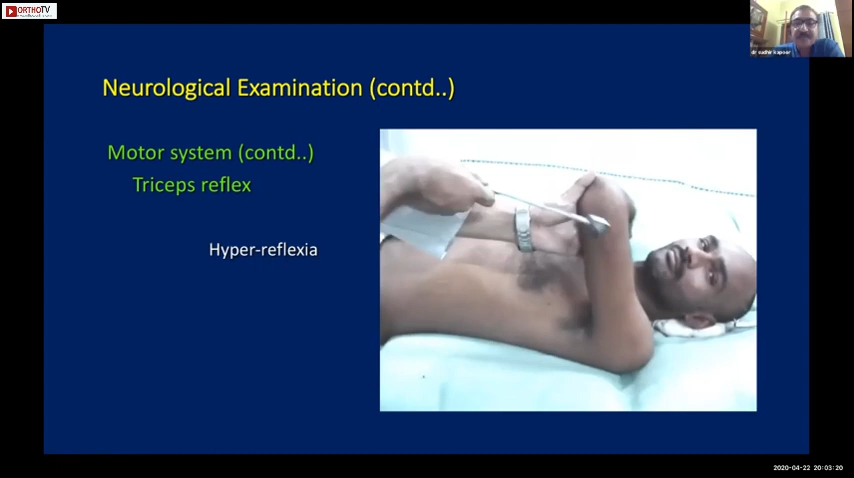 ORTHOTV
dr sudhir kapoor
Neurological Examination (contd..)
Motor system (contd..)
Triceps reflex
Hyper-reflexia
2020-04-22 20:03:20